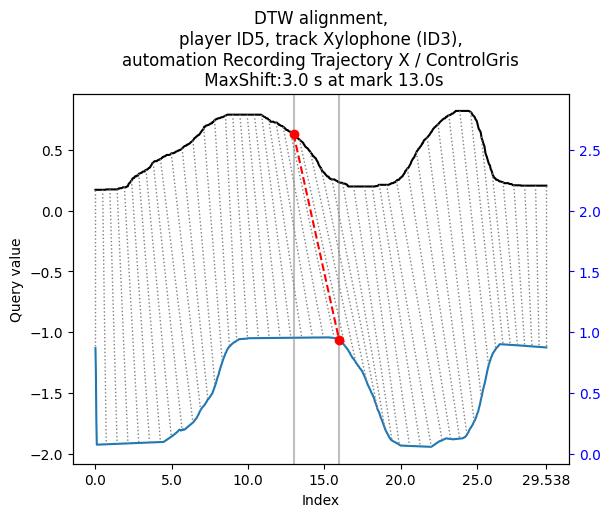 DTW alignment,
player ID5, track Xylophone (ID3),
automation Recording Trajectory X / ControlGris
MaxShift:3.0 s at mark 13.0s
Query value
0.5
0.0
−0.5
−1.0
−1.5
−2.0
2.5
2.0
1.5
1.0
0.5
0.0
0.0 5.0 10.0 15.0 20.0 25.0 29.538
Index